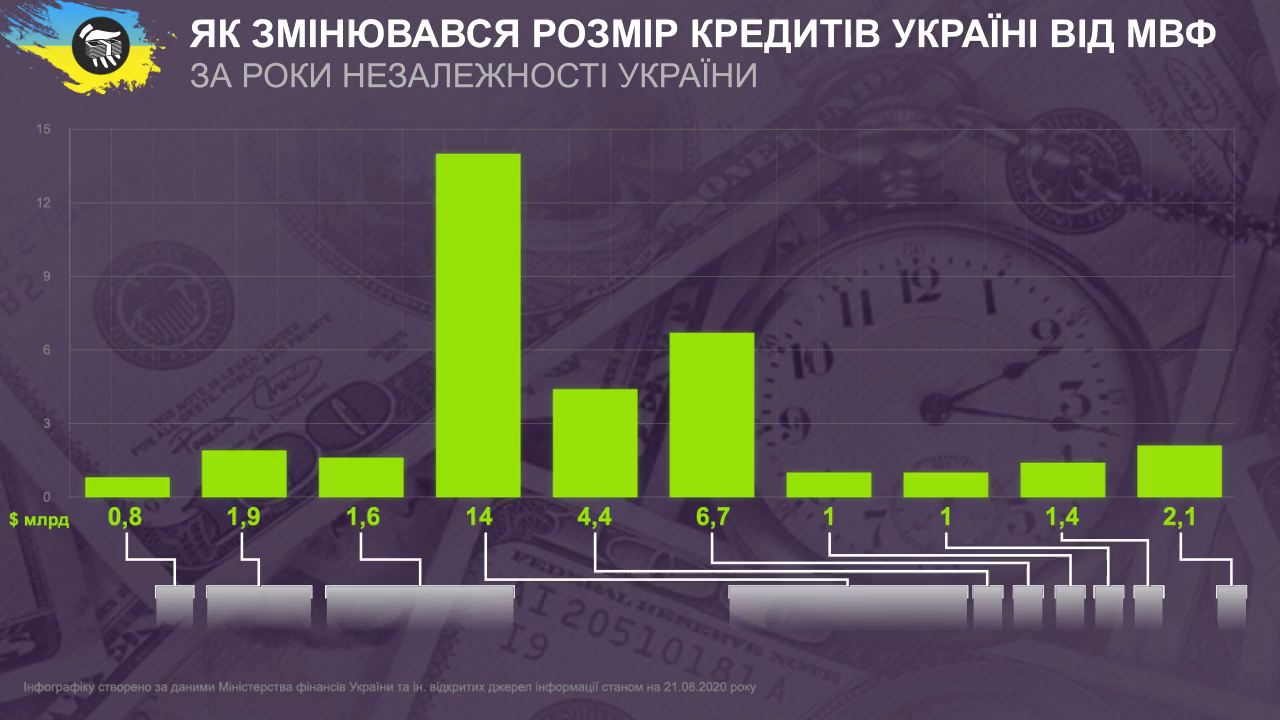 ЯК ЗМІНЮВАВСЯ РОЗМІР КРЕДИТІВ УКРАЇНІ ВІД МВФ
ЗА РОКИ НЕЗАЛЕЖНОСТІ УКРАЇНИ
15
12
9
6
3
0
$ млрд 0,8 1,9 1,6 14 4,4 6,7 1 1 1,4 2,1
Інфографіку створено за даними Міністерства фінансів України та ін. відкритих джерел інформації станом на 21.08.2020 року